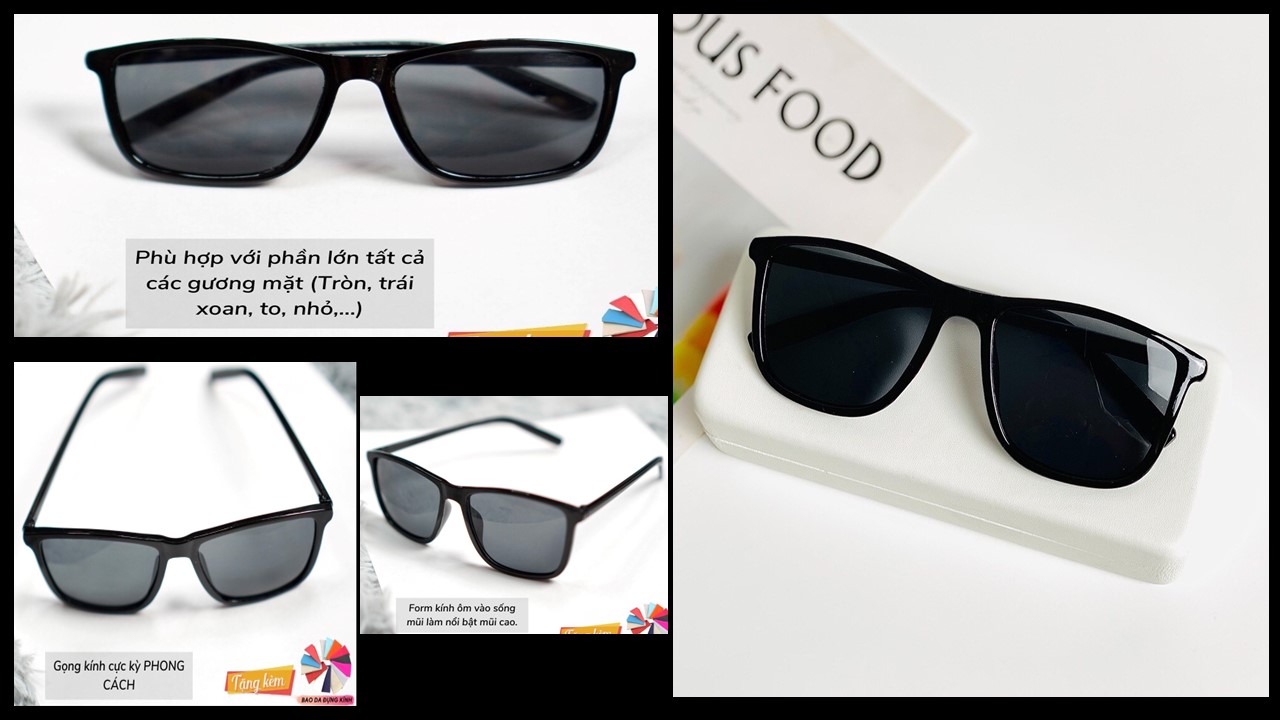 Phù hợp với phần lớn tất cả
các gương mặt (Tròn, trái
xoan, to, nhỏ,...)
Gọng kính cực kỳ PHONG
CÁCH
Tặng kèm
BAO DA ĐỰNG KÍNH
Form kính ôm vào sống
mũi làm nổi bật mũi cao.
Tặng kèm
OUS FOOD